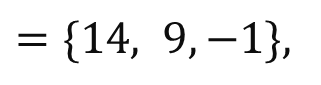 = {14, 9, −1},